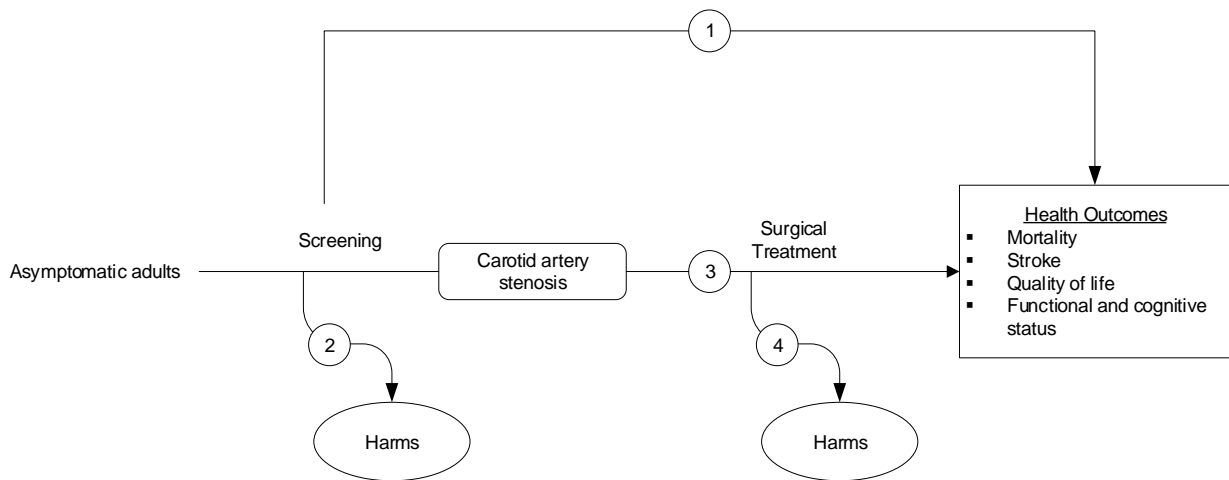 1
Screening
Surgical
Treatment
Asymptomatic adults
Carotid artery
stenosis
3
Health Outcomes
▪ Mortality
▪ Stroke
▪ Quality of life
▪ Functional and cognitive
status
2
4
Harms
Harms